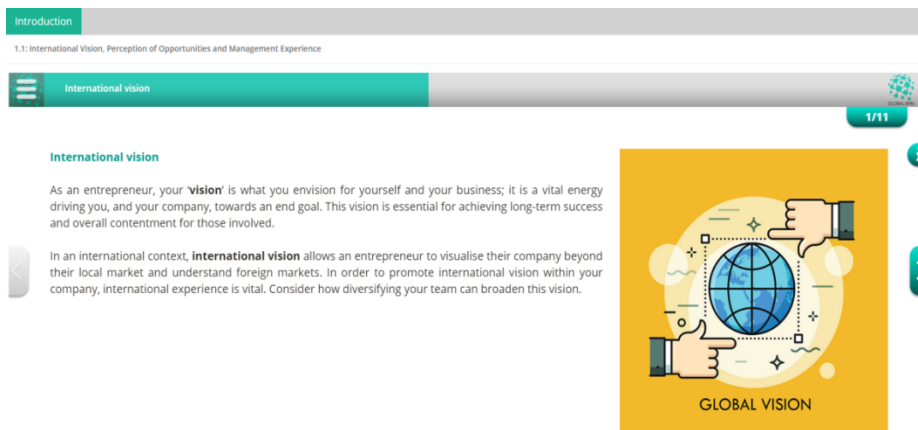 Introduction
1.1: International Vision, Perception of Opportunities and Management Experience
International vision
1/11
International vision
As an entrepreneur, your 'vision' is what you envision for yourself and your business; it is a vital energy
driving you, and your company, towards an end goal. This vision is essential for achieving long-term success
and overall contentment for those involved.
In an international context, international vision allows an entrepreneur to visualise their company beyond
their local market and understand foreign markets. In order to promote international vision within your
company, international experience is vital. Consider how diversifying your team can broaden this vision.
GLOBAL VISION